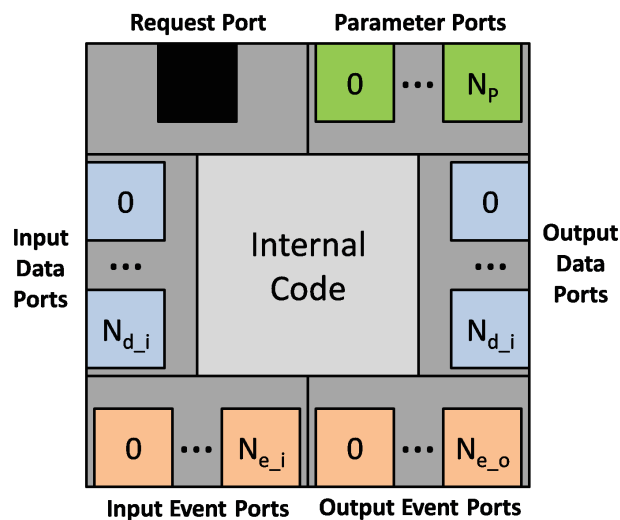 Request Port
Parameter Ports
0 ... N_P
0
0
Input
Data
Ports
Internal
Code
Output
Data
Ports
...
...
N_d_i
N_d_i
0 ... N_e_i
0 ... N_e_o
Input Event Ports
Output Event Ports